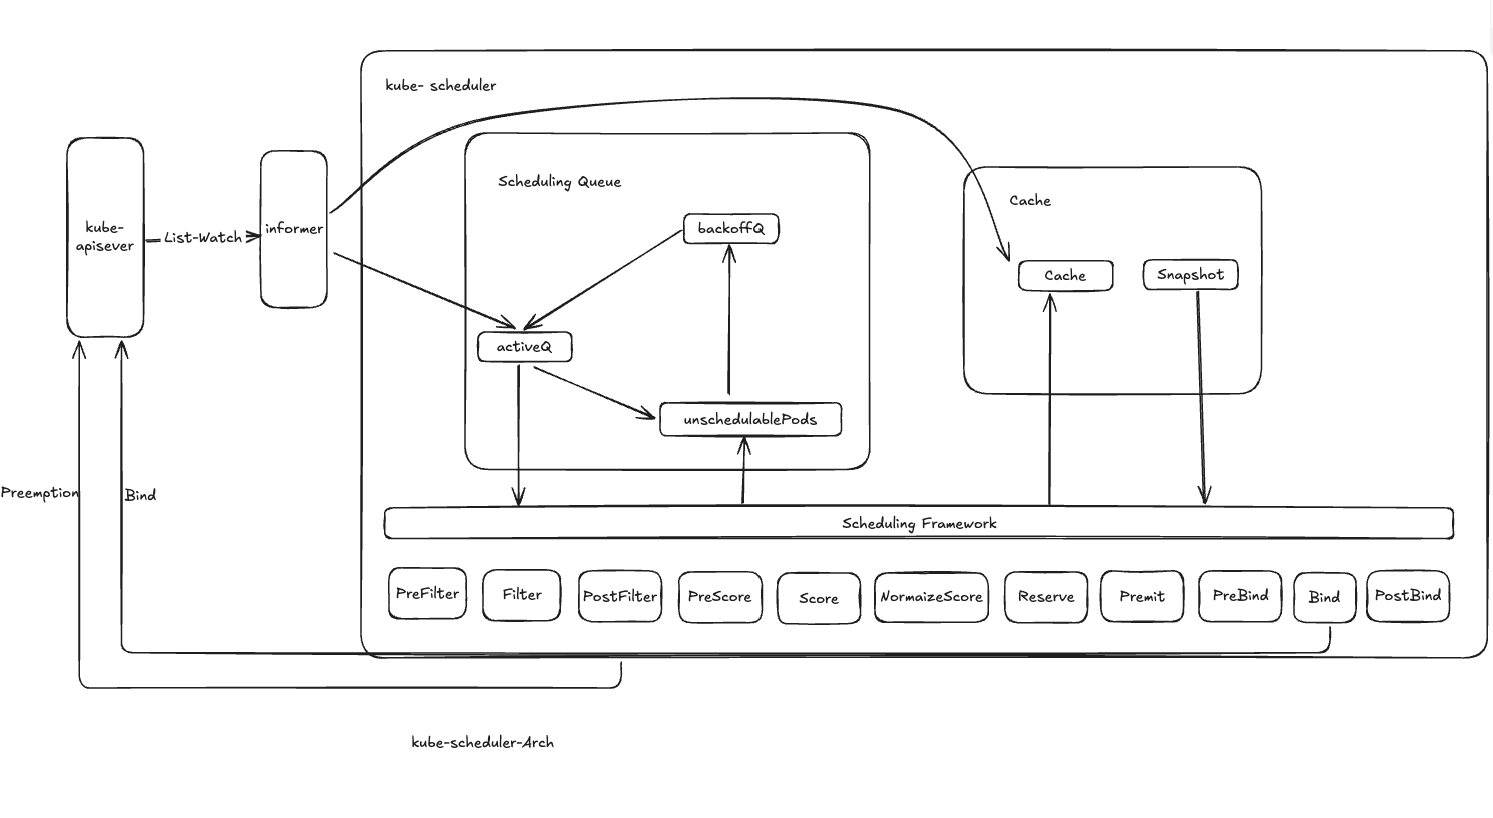 kube- scheduler
Scheduling Queue
Cache
kube-
apisever
List-Watch
informer
backoffQ
Cache
Snapshot
activeQ
unschedulablePods
Preemption
Bind
Scheduling Framework
PreFilter
Filter
PostFilter
PreScore
Score
NormaizeScore
Reserve
Premit
PreBind
Bind
PostBind
kube-scheduler-Arch